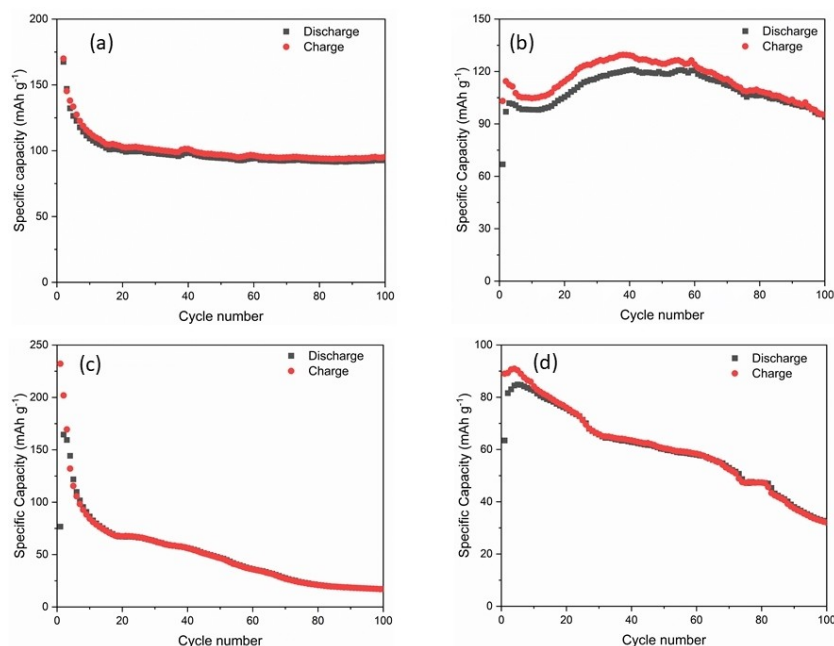 (a)
Discharge
Charge
200
150
100
50
0
0 20 40 60 80 100
Specific capacity (mAh g⁻¹)
Cycle number
(b)
Discharge
Charge
150
120
90
60
30
0
0 20 40 60 80 100
Specific capacity (mAh g⁻¹)
Cycle number
(c)
Discharge
Charge
250
200
150
100
50
0
0 20 40 60 80 100
Specific Capacity (mAh g⁻¹)
Cycle number
(d)
Discharge
Charge
100
80
60
40
20
0
0 20 40 60 80 100
Specific Capacity (mAh g⁻¹)
Cycle number